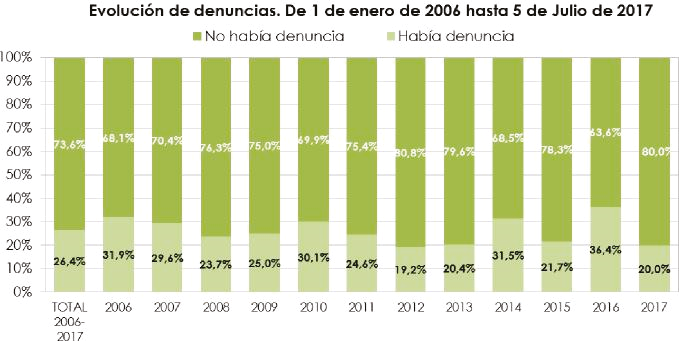 Evolución de denuncias. De 1 de enero de 2006 hasta 5 de Julio de 2017
No había denuncia Había denuncia
100%
90%
80%
70%
60%
50%
40%
30%
20%
10%
0%
73,6% 68,1% 70,4% 76,3% 75,0% 69,9% 75,4% 80,8% 79,6% 68,5% 78,3% 63,6% 80,0%
26,4% 31,9% 29,6% 23,7% 25,0% 30,1% 24,6% 19,2% 20,4% 31,5% 21,7% 36,4% 20,0%
TOTAL 2006 2007 2008 2009 2010 2011 2012 2013 2014 2015 2016 2017
2006-
2017